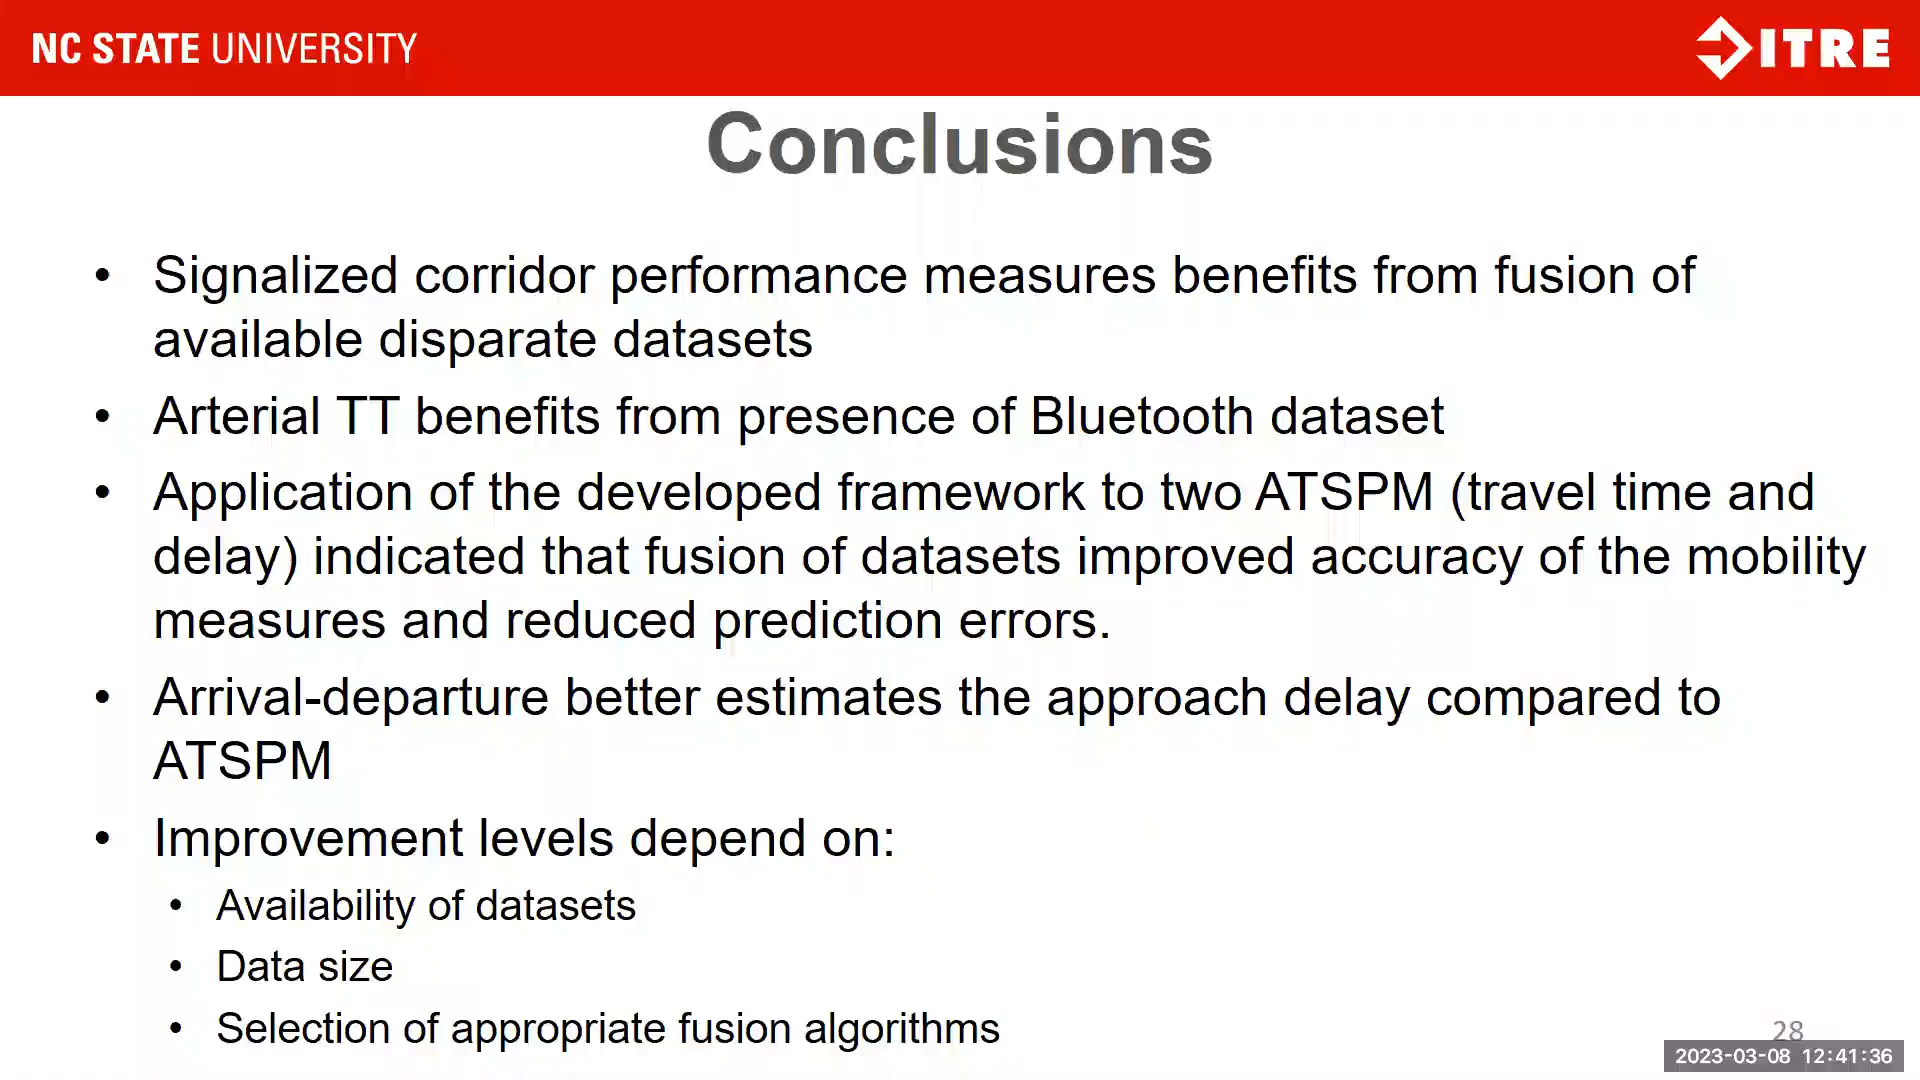 NC STATE UNIVERSITY
ITRE
Conclusions
• Signalized corridor performance measures benefits from fusion of
available disparate datasets
• Arterial TT benefits from presence of Bluetooth dataset
• Application of the developed framework to two ATSPM (travel time and
delay) indicated that fusion of datasets improved accuracy of the mobility
measures and reduced prediction errors.
• Arrival-departure better estimates the approach delay compared to
ATSPM
• Improvement levels depend on:
• Availability of datasets
• Data size
• Selection of appropriate fusion algorithms
28
2023-03-08 12:41:36